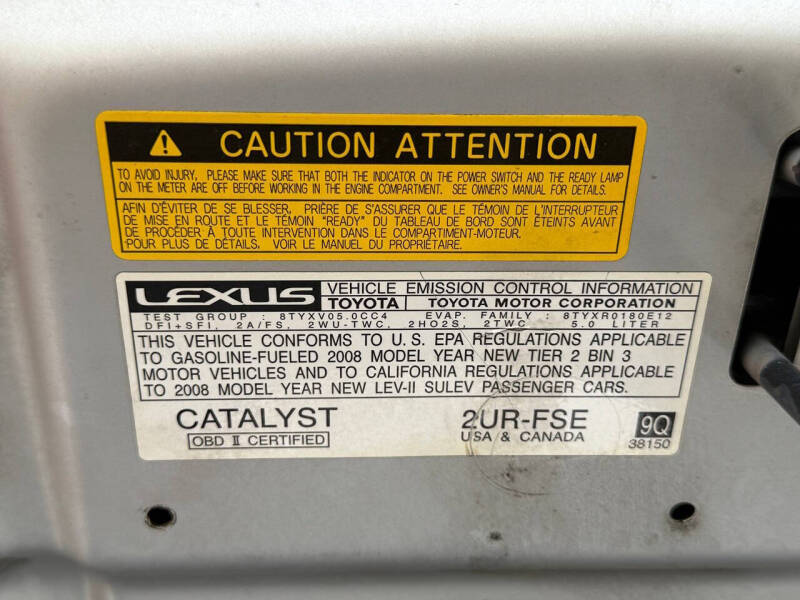 CAUTION ATTENTION
TO AVOID INJURY, PLEASE MAKE SURE THAT BOTH THE INDICATOR ON THE POWER SWITCH AND THE READY LAMP
ON THE METER ARE OFF BEFORE WORKING IN THE ENGINE COMPARTMENT. SEE OWNER'S MANUAL FOR DETAILS.
AFIN D'ÉVITER DE SE BLESSER, PRIÈRE DE S'ASSURER QUE LE TÉMOIN DE L'INTERRUPTEUR
DE MISE EN ROUTE ET LE TÉMOIN "READY" DU TABLEAU DE BORD SONT ÉTEINTS AVANT
DE PROCÉDER À TOUTE INTERVENTION DANS LE COMPARTIMENT-MOTEUR.
POUR PLUS DE DÉTAILS, VOIR LE MANUEL DU PROPRIÉTAIRE.
LEXUS VEHICLE EMISSION CONTROL INFORMATION
TOYOTA TOYOTA MOTOR CORPORATION
TEST GROUP : 8TYXV05.0CC4 EVAP. FAMILY : 8TYXR0180E12
DFI+SFI, 2A/FS, 2WU-TWC, 2HO2S, 2TWC 5.0 LITER
THIS VEHICLE CONFORMS TO U.S. EPA REGULATIONS APPLICABLE
TO GASOLINE-FUELED 2008 MODEL YEAR NEW TIER 2 BIN 3
MOTOR VEHICLES AND TO CALIFORNIA REGULATIONS APPLICABLE
TO 2008 MODEL YEAR NEW LEV-II SULEV PASSENGER CARS.
CATALYST 2UR-FSE 9Q
OBD II CERTIFIED USA & CANADA 38150